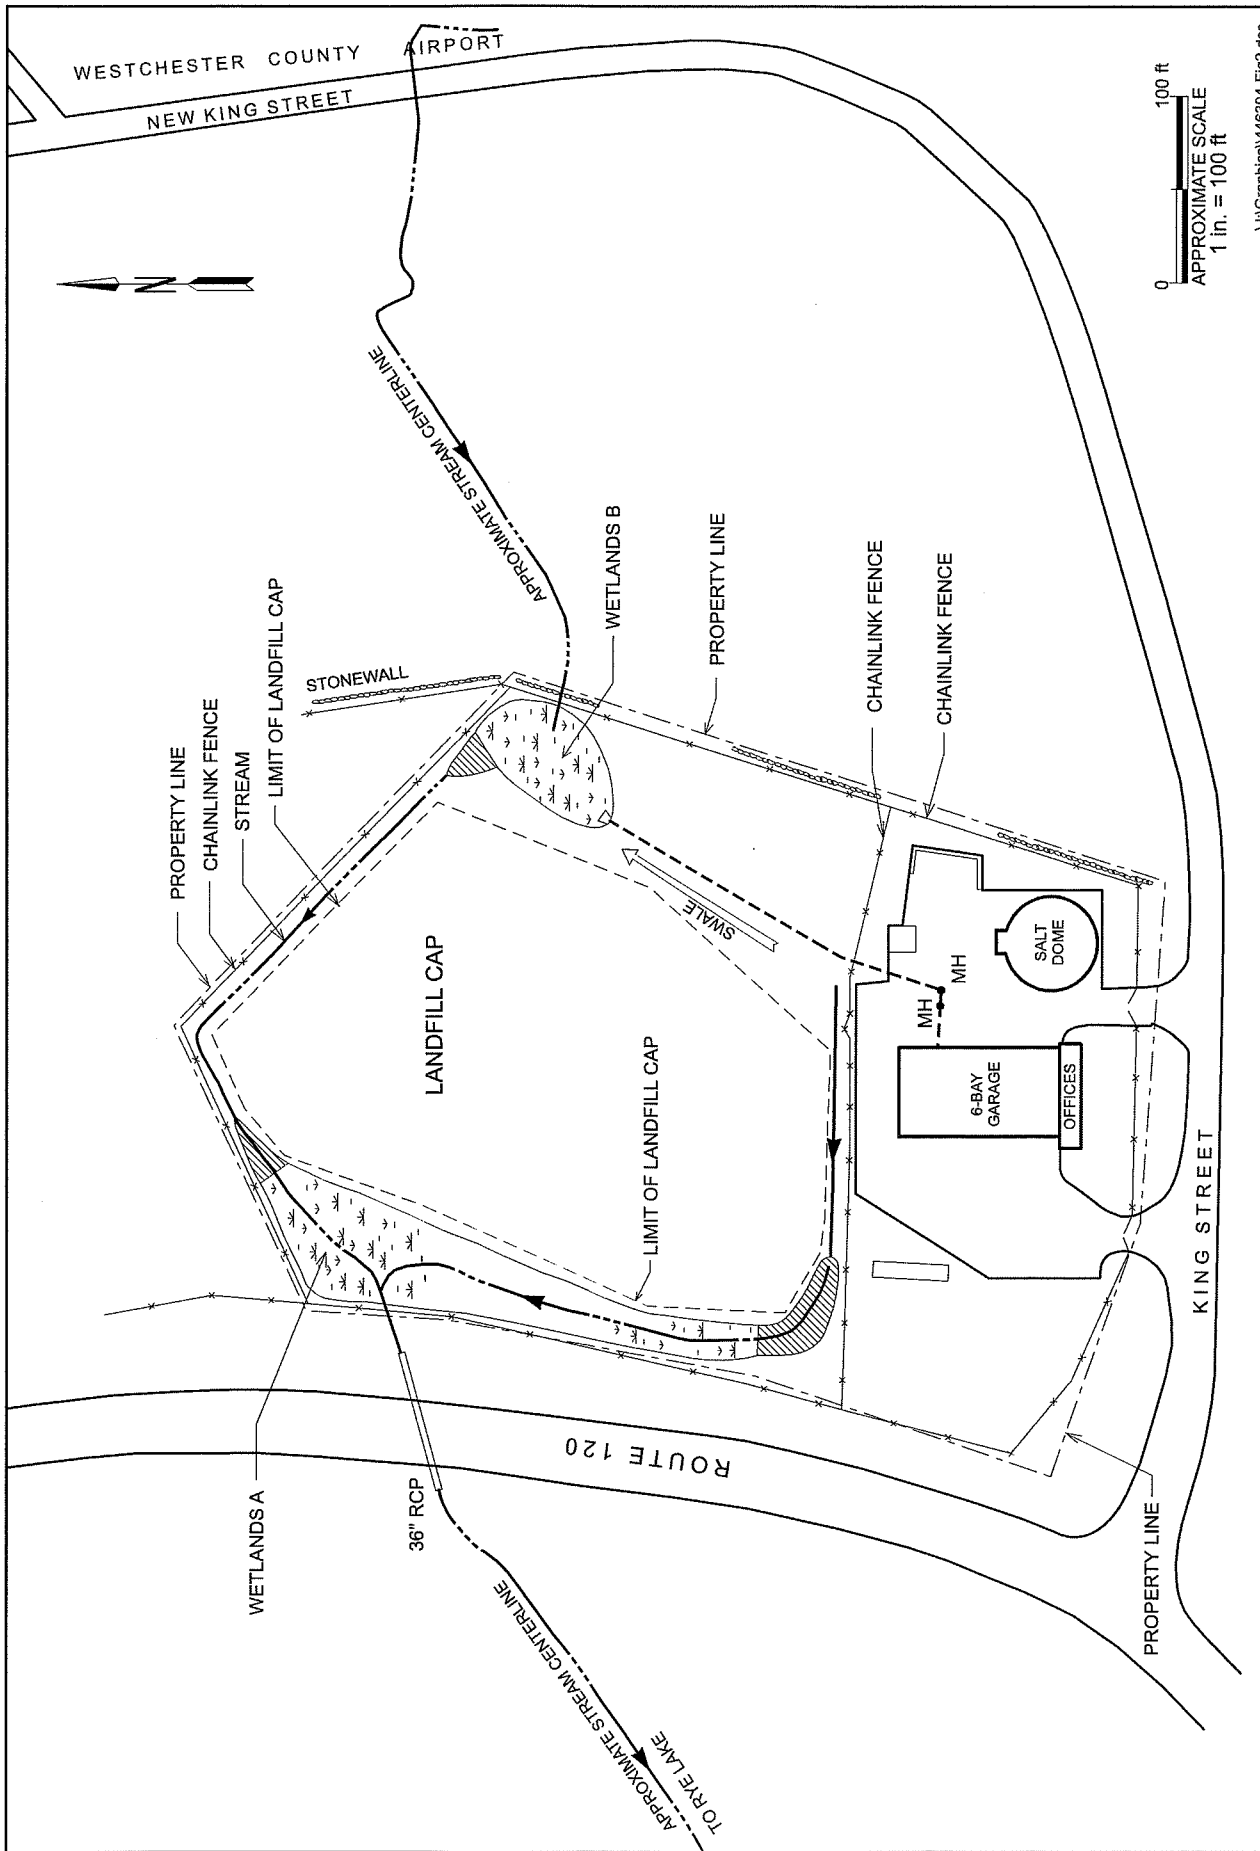 WESTCHESTER COUNTY AIRPORT
NEW KING STREET
N
APPROXIMATE STREAM CENTERLINE
STONEWALL
PROPERTY LINE
CHAINLINK FENCE
STREAM
LIMIT OF LANDFILL CAP
WETLANDS B
PROPERTY LINE
CHAINLINK FENCE
CHAINLINK FENCE
LANDFILL CAP
SWALE
LIMIT OF LANDFILL CAP
WETLANDS A
36" RCP
APPROXIMATE STREAM CENTERLINE
TO RYE LAKE
ROUTE 120
MH
MH
SALT
DOME
6-BAY
GARAGE
OFFICES
KING STREET
PROPERTY LINE
0 100 ft
APPROXIMATE SCALE
1 in. = 100 ft